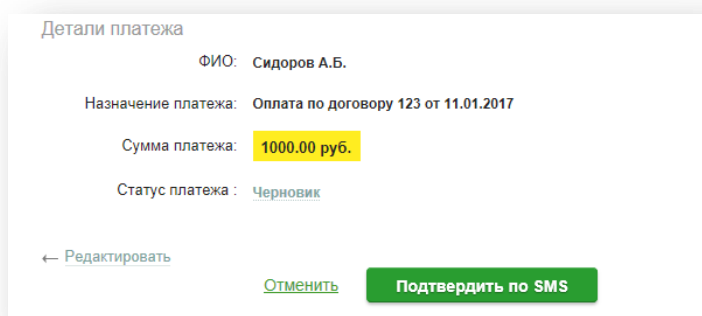 Детали платежа
ФИО: Сидоров А.Б.
Назначение платежа: Оплата по договору 123 от 11.01.2017
Сумма платежа: 1000.00 руб.
Статус платежа : Черновик
← Редактировать
Отменить Подтвердить по SMS